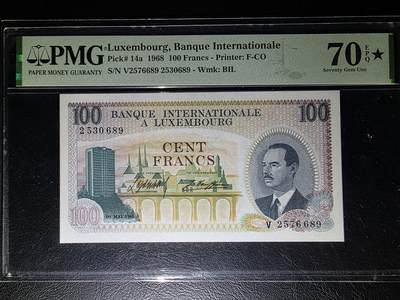 PMG
PAPER MONEY GUARANTY
Luxembourg, Banque Internationale
Pick# 14a 1968 100 Francs - Printer: F-CO
S/N V2576689 2530689 - Wmk: BIL
70 EPQ ★
Seventy Gem Unc
100 100
BANQUE INTERNATIONALE
2530689 A LUXEMBOURG
CENT
FRANCS
100
V 2576689